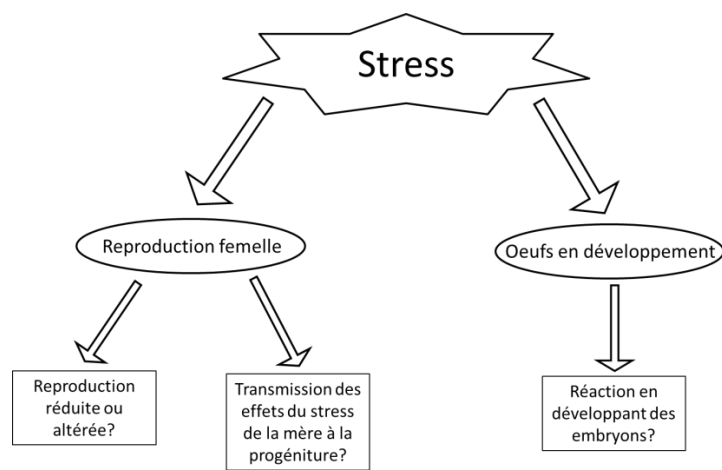 Stress
Reproduction femelle
Oeufs en développement
Reproduction
réduite ou
altérée?
Transmission des
effets du stress
de la mère à la
progéniture?
Réaction en
développant des
embryons?